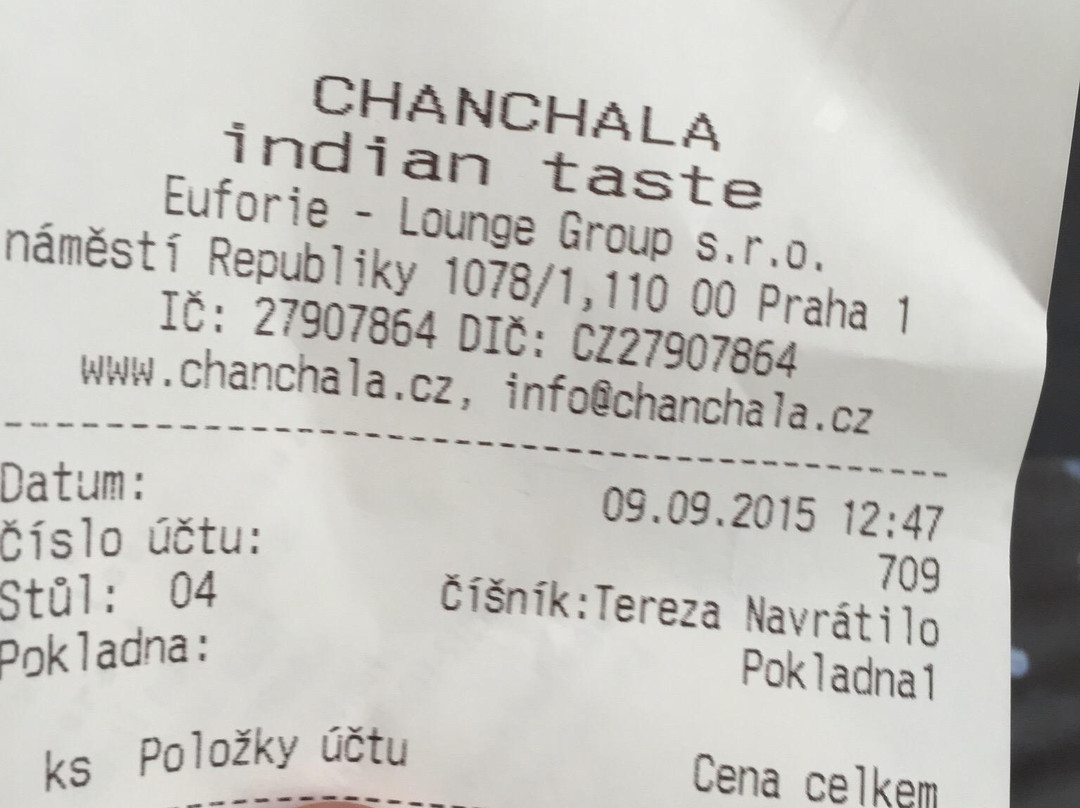 CHANCHALA
indian taste
Euforie - Lounge Group s.r.o.
náměstí Republiky 1078/1,110 00 Praha 1
IČ: 27907864 DIČ: CZ27907864
www.chanchala.cz, info@chanchala.cz
Datum: 09.09.2015 12:47
číslo účtu: 709
Stůl: 04 Číšník:Tereza Navrátilo
Pokladna: Pokladna1
ks Položky účtu Cena celkem